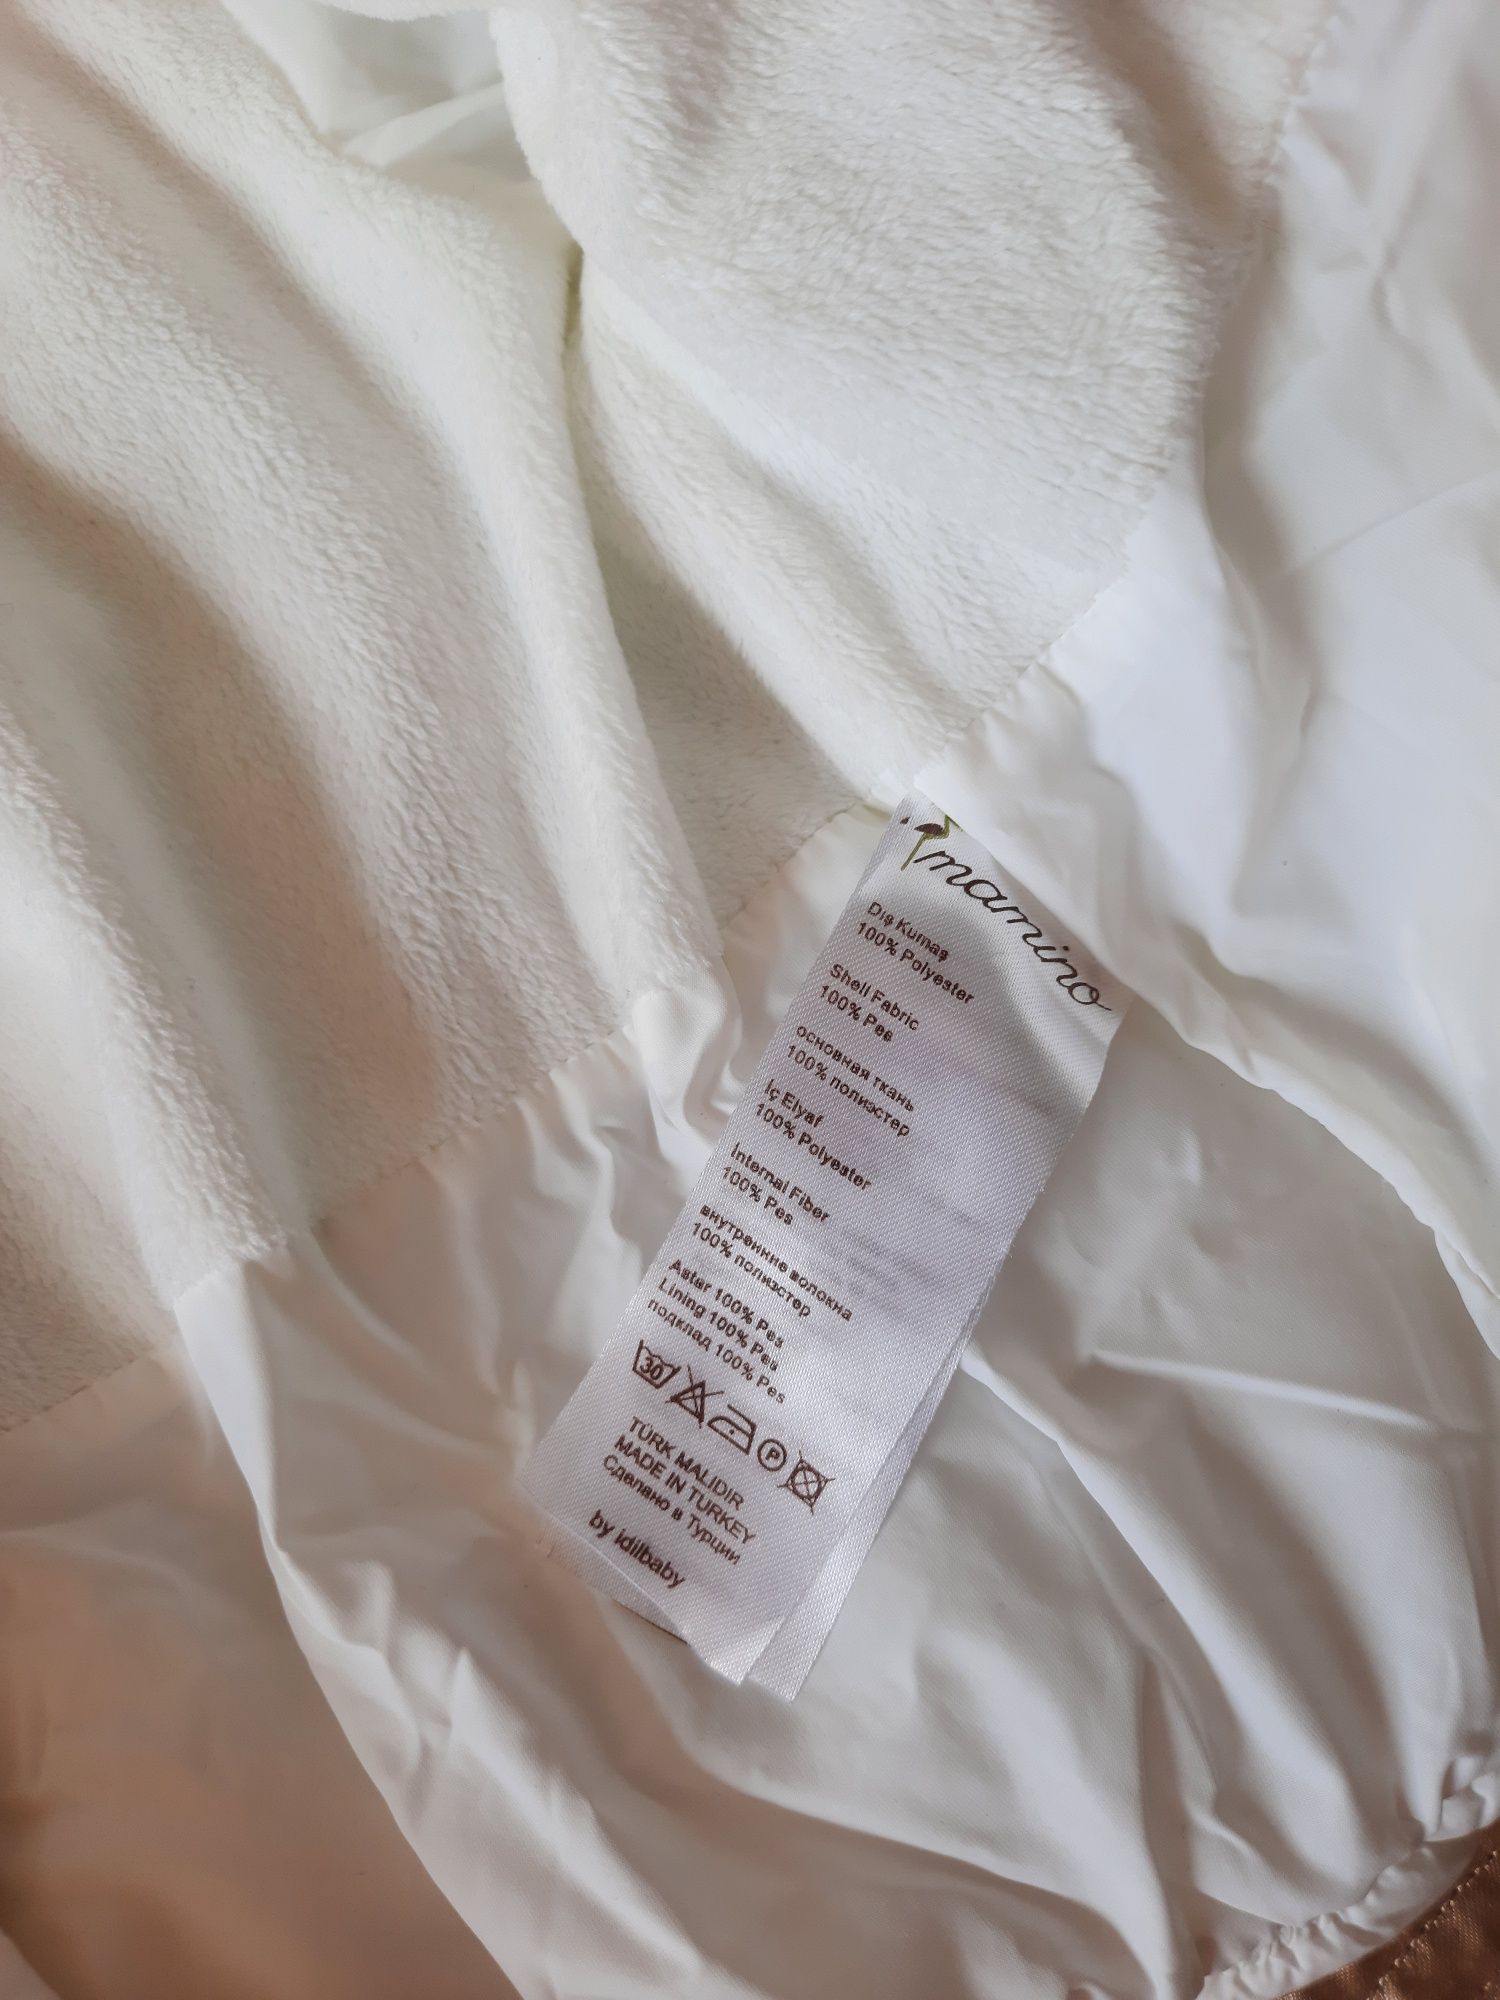 mamino
Dış Kumaş
100% Polyester
Shell Fabric
100% Pes
основная ткань
100% полиэстер
İç Elyaf
100% Polyester
Internal Fiber
100% Pes
внутренние волокна
100% полиэстер
Astar 100% Pes
Lining 100% Pes
подклад 100% Pes
30
P
TÜRK MALIDIR
MADE IN TURKEY
Сделано в Турции
by idilbaby